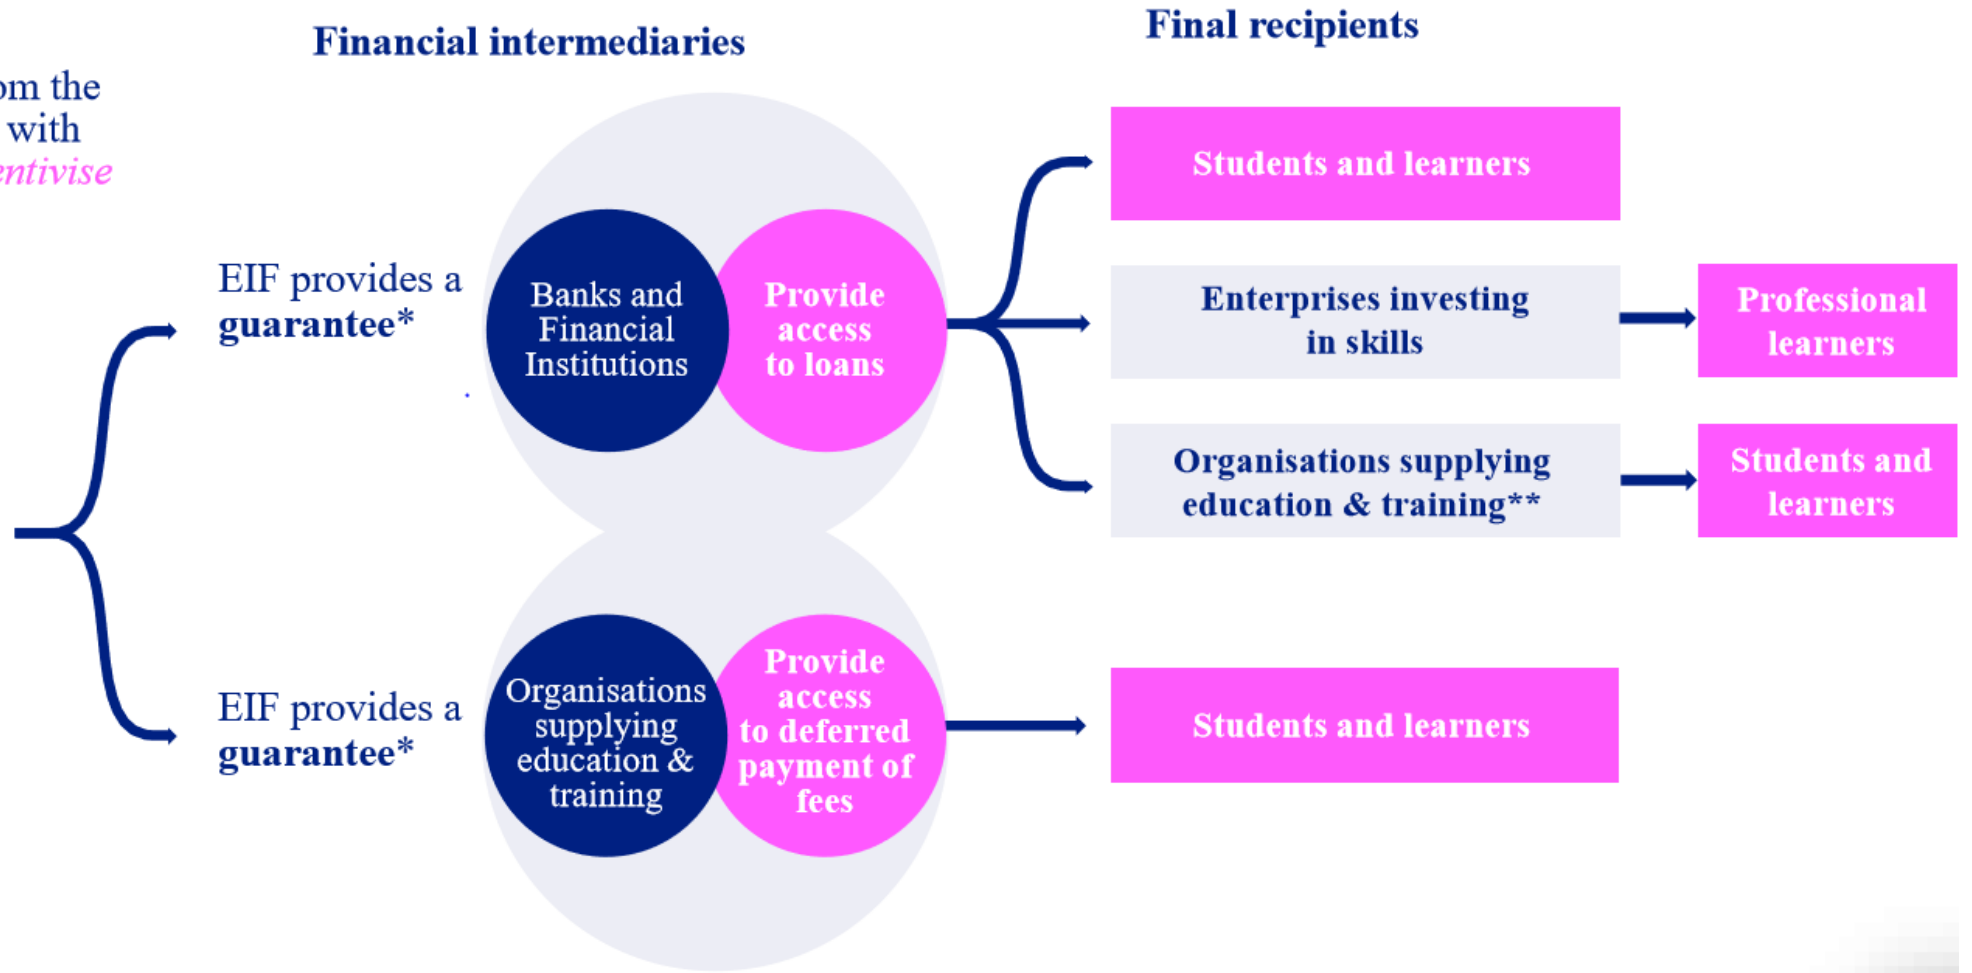 Financial intermediaries
Final recipients
om the
with
entivise
EIF provides a
guarantee*
Banks and
Financial
Institutions
Provide
access
to loans
Students and learners
Enterprises investing
in skills
Professional
learners
Organisations supplying
education & training**
Students and
learners
EIF provides a
guarantee*
Organisations
supplying
education &
training
Provide
access
to deferred
payment of
fees
Students and learners